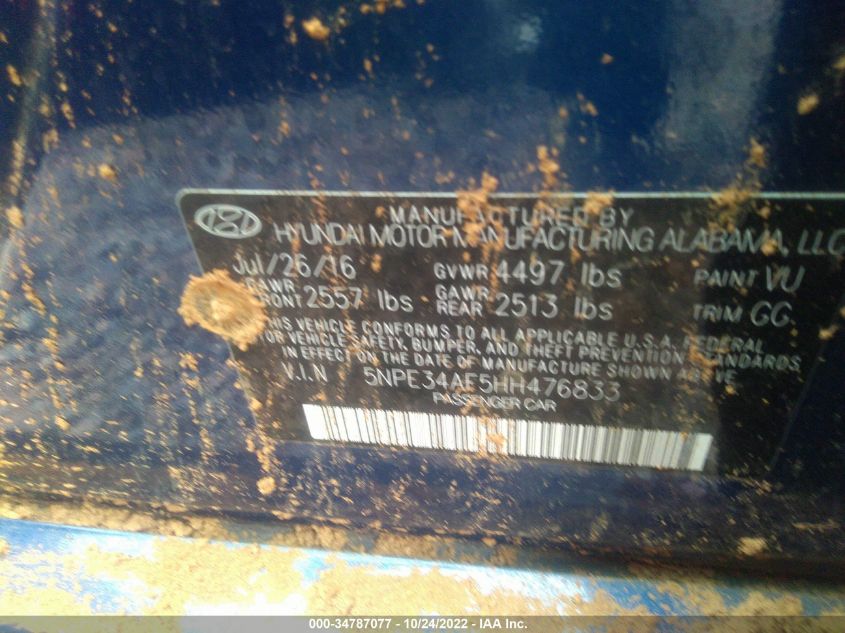 MANUFACTURED BY
HYUNDAI MOTOR MANUFACTURING ALABAMA, LLC
Jul/26/16 GVWR 4497 lbs PAINT VU
GAWR FRONT 2557 lbs GAWR REAR 2513 lbs TRIM GG
THIS VEHICLE CONFORMS TO ALL APPLICABLE U.S.A. FEDERAL
MOTOR VEHICLE SAFETY, BUMPER, AND THEFT PREVENTION STANDARDS
IN EFFECT ON THE DATE OF MANUFACTURE SHOWN ABOVE
V.I.N 5NPE34AF5HH476833
PASSENGER CAR
000-34787077 - 10/24/2022 - IAA Inc.